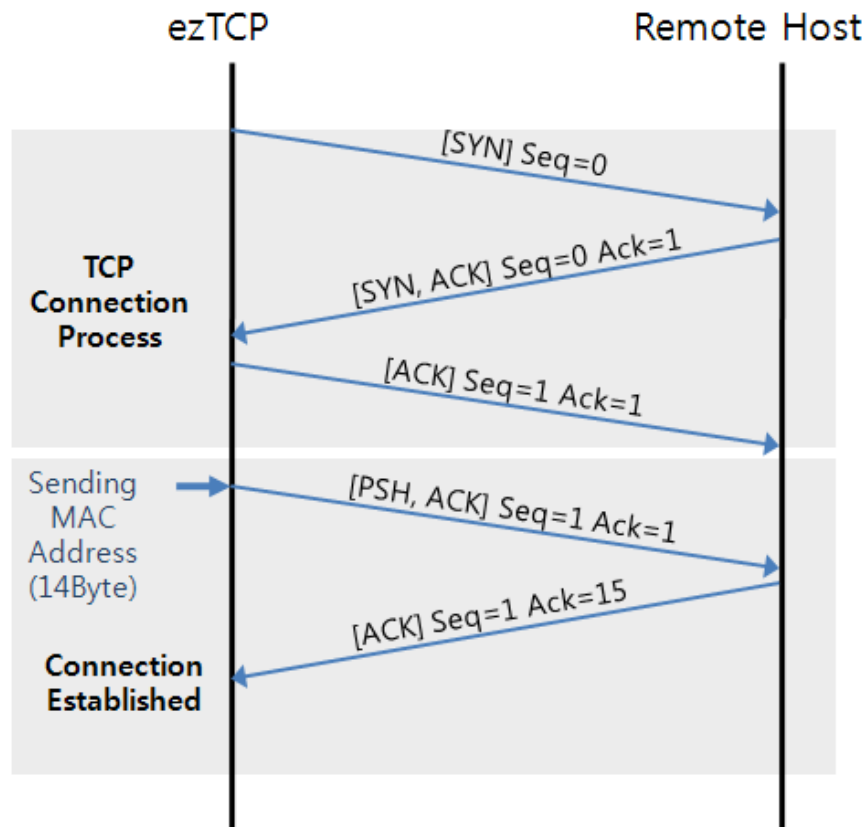 ezTCP
Remote Host
[SYN] Seq=0
[SYN, ACK] Seq=0 Ack=1
TCP
Connection
Process
[ACK] Seq=1 Ack=1
Sending
MAC
Address
(14Byte)
[PSH, ACK] Seq=1 Ack=1
[ACK] Seq=1 Ack=15
Connection
Established